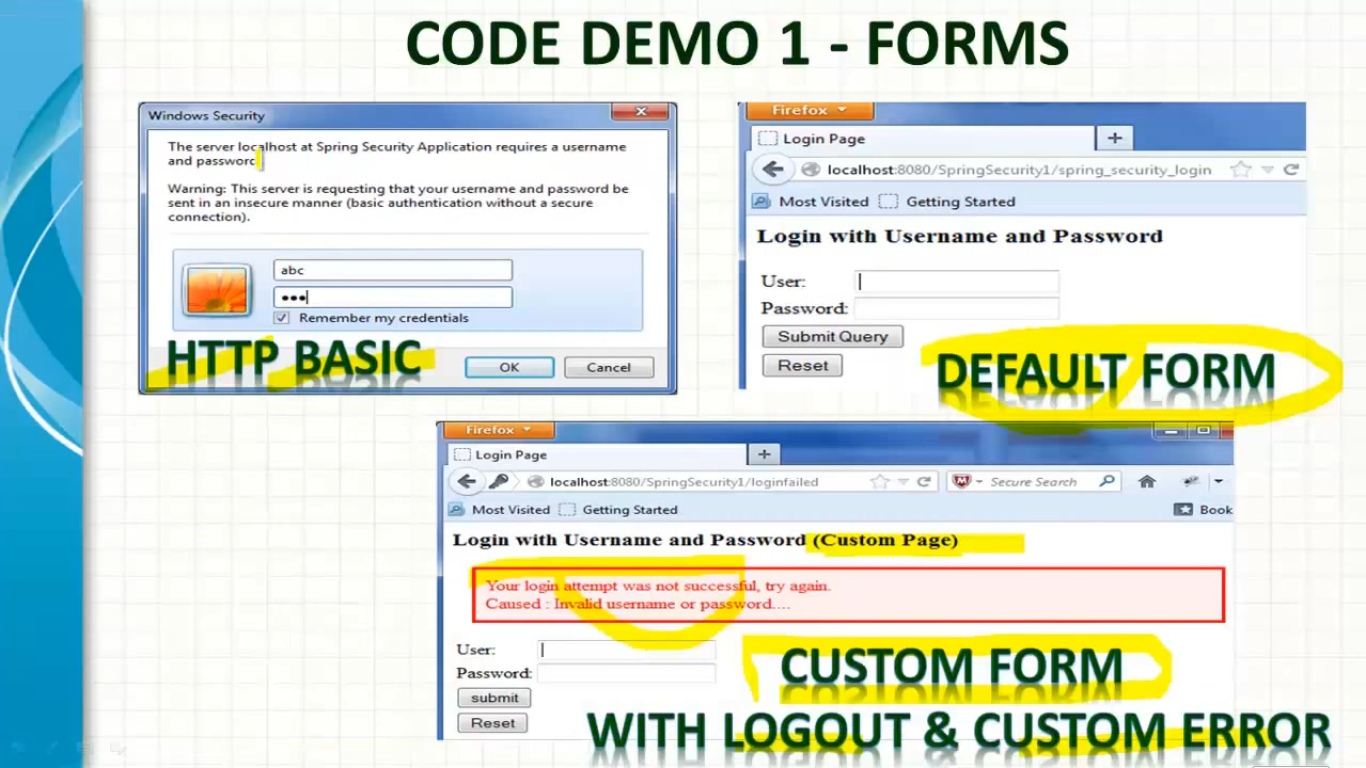 CODE DEMO 1 - FORMS
Windows Security
The server localhost at Spring Security Application requires a username
and password.
Warning: This server is requesting that your username and password be
sent in an insecure manner (basic authentication without a secure
connection).
abc
Remember my credentials
HTTP BASIC
OK
Cancel
Firefox
Login Page
localhost:8080/SpringSecurity1/spring_security_login
Most Visited
Getting Started
Login with Username and Password
User:
Password:
Submit Query
Reset
DEFAULT FORM
Firefox
Login Page
localhost:8080/SpringSecurity1/loginfailed
Secure Search
Most Visited
Getting Started
Book
Login with Username and Password (Custom Page)
Your login attempt was not successful, try again.
Caused : Invalid username or password....
User:
Password:
submit
Reset
CUSTOM FORM
WITH LOGOUT & CUSTOM ERROR